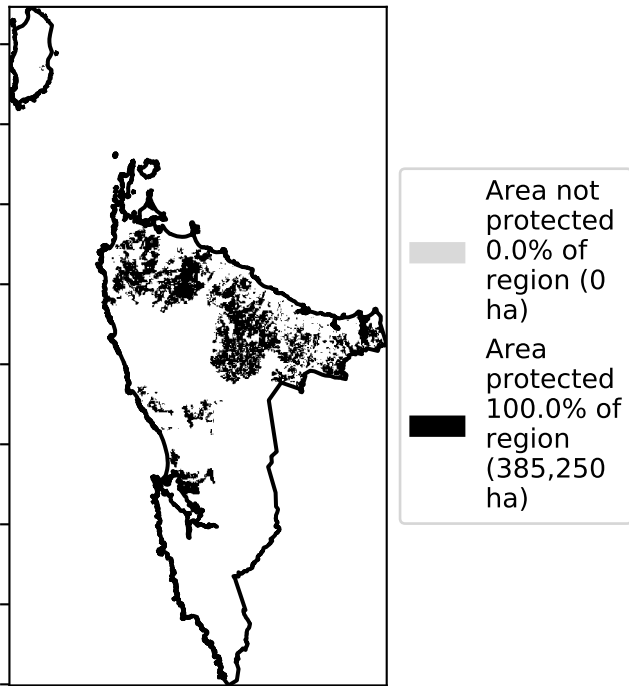 Area not
protected
0.0% of
region (0
ha)
Area
protected
100.0% of
region
(385,250
ha)